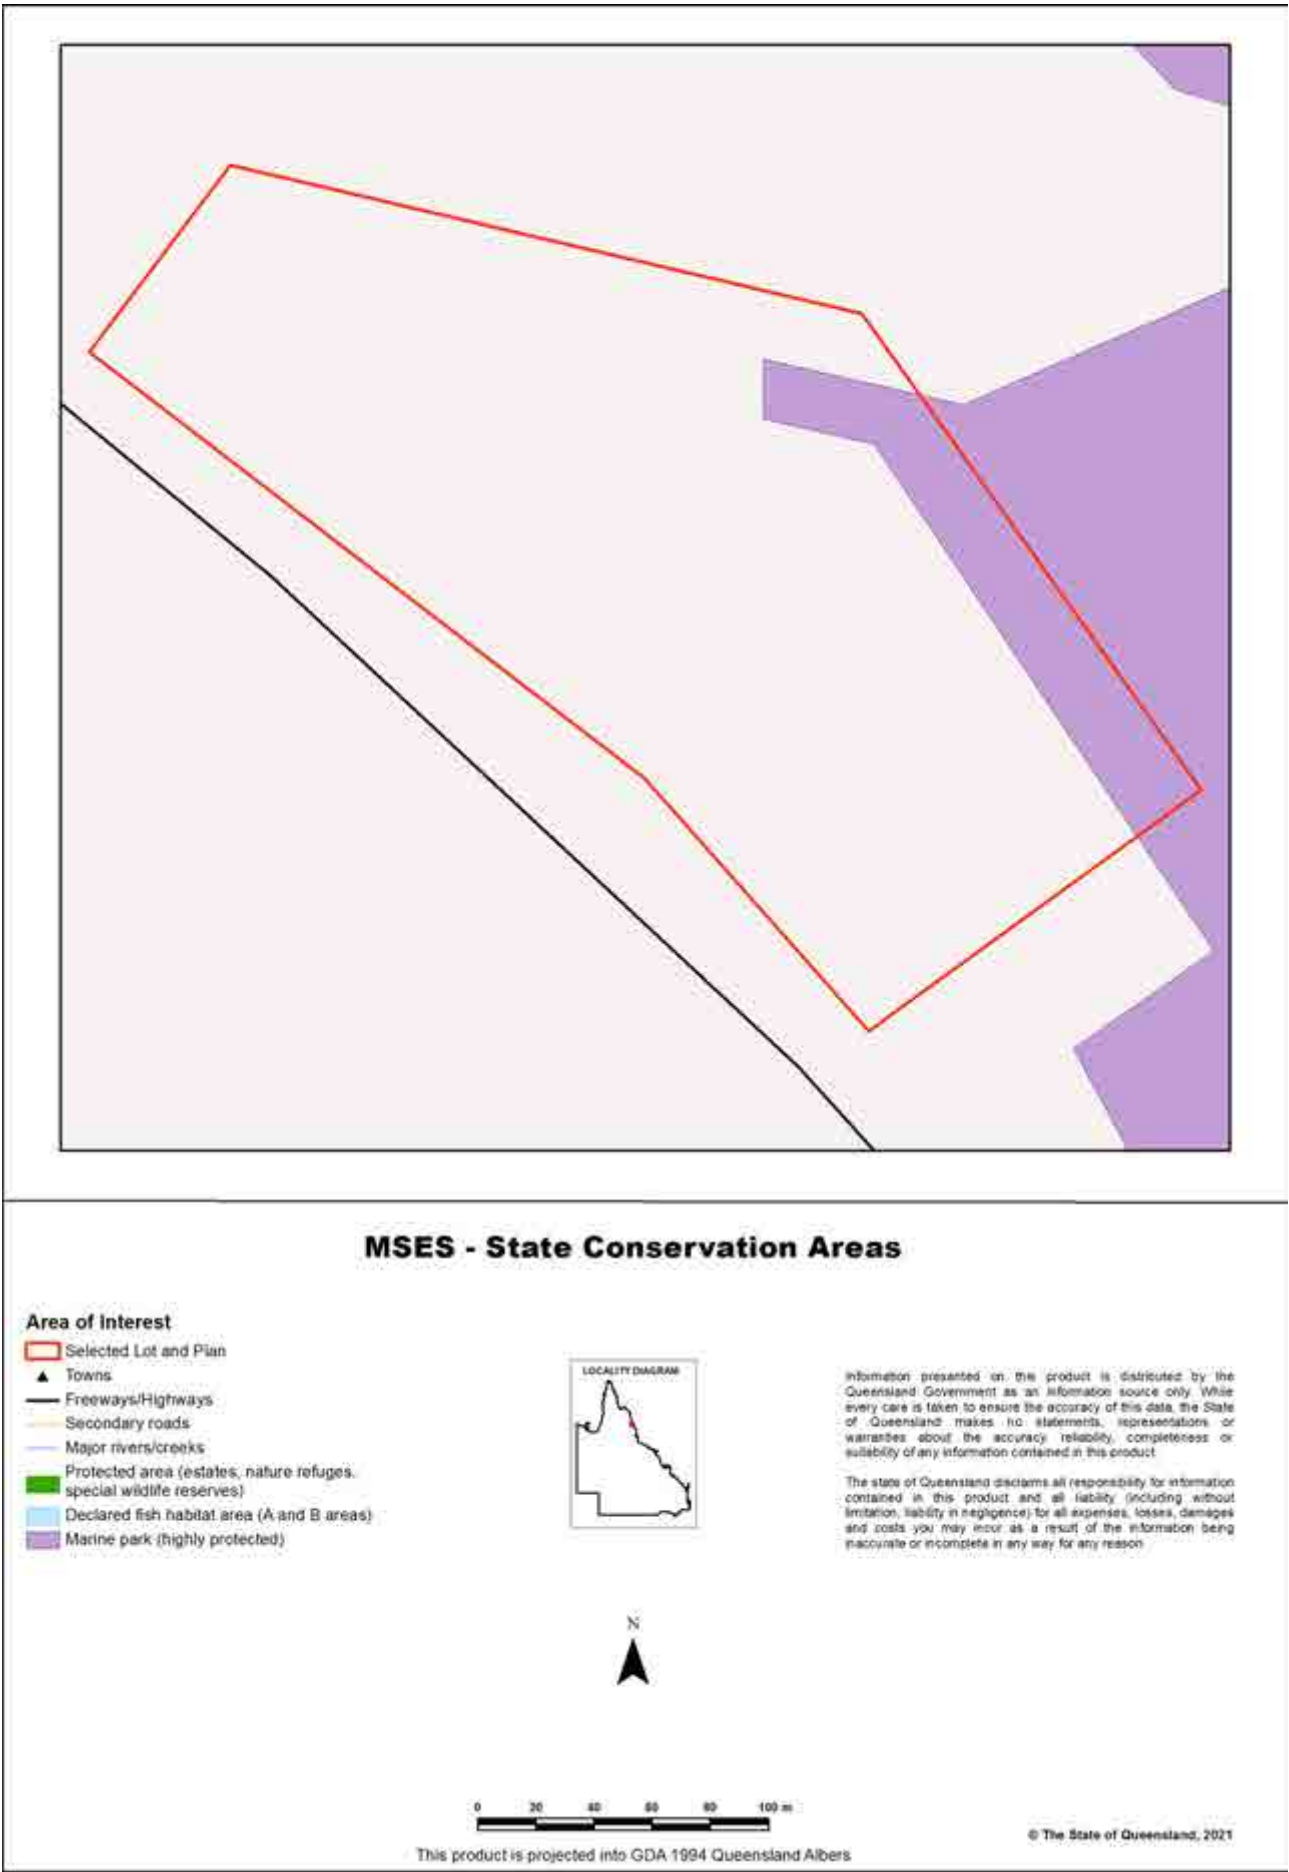 MSES - State Conservation Areas
Area of Interest
Selected Lot and Plan
Towns
Freeways/Highways
Secondary roads
Major rivers/creeks
Protected area (estates, nature refuges,
special wildlife reserves)
Declared fish habitat area (A and B areas)
Marine park (highly protected)
LOCALITY DIAGRAM
Information presented on this product is distributed by the
Queensland Government as an information source only. While
every care is taken to ensure the accuracy of this data, the State
of Queensland makes no statements, representations or
warranties about the accuracy, reliability, completeness or
suitability of any information contained in this product.
The state of Queensland disclaims all responsibility for information
contained in this product and all liability (including without
limitation, liability in negligence) for all expenses, losses, damages
and costs you may incur as a result of the information being
inaccurate or incomplete in any way for any reason.
N
0 20 40 60 80 100 m
This product is projected into GDA 1994 Queensland Albers
© The State of Queensland, 2021